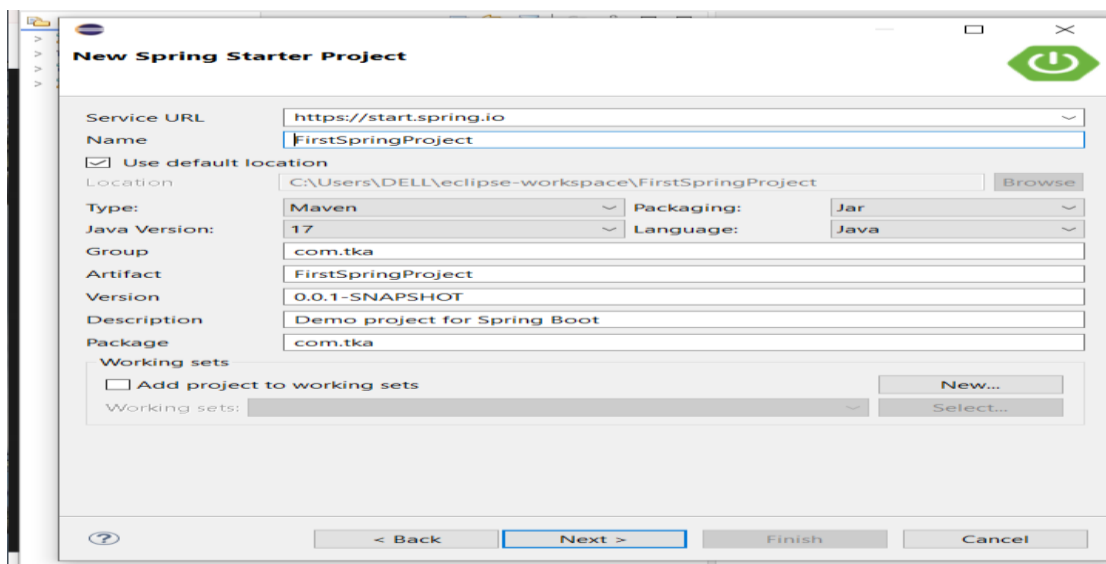 New Spring Starter Project
Service URL https://start.spring.io
Name FirstSpringProject
Use default location
Location C:\Users\DELL\eclipse-workspace\FirstSpringProject Browse
Type: Maven Packaging: Jar
Java Version: 17 Language: Java
Group com.tka
Artifact FirstSpringProject
Version 0.0.1-SNAPSHOT
Description Demo project for Spring Boot
Package com.tka
Working sets
Add project to working sets New...
Working sets: Select...
< Back Next > Finish Cancel